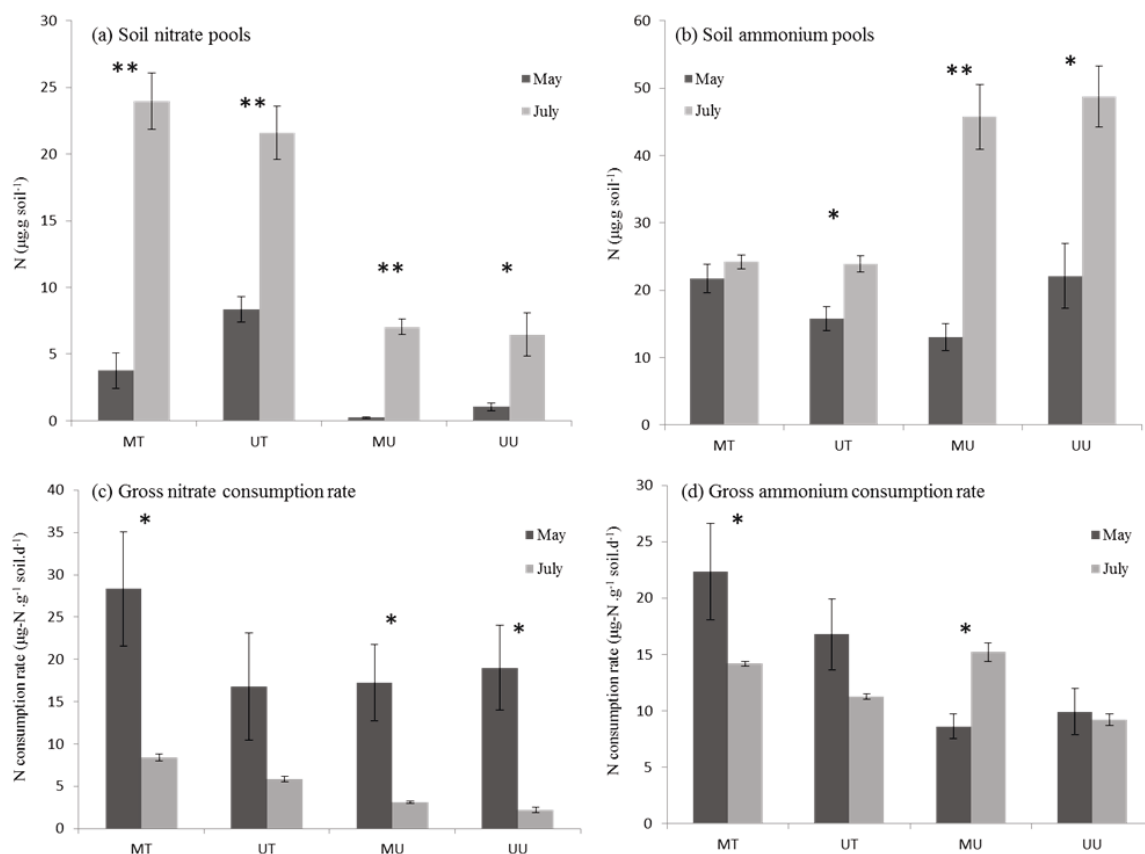 (a) Soil nitrate pools
N (µg.g soil⁻¹)
30
25
20
15
10
5
0
**
**
**
*
May
July
MT
UT
MU
UU
(b) Soil ammonium pools
N (µg.g soil⁻¹)
60
50
40
30
20
10
0
*
**
*
May
July
MT
UT
MU
UU
(c) Gross nitrate consumption rate
N consumption rate (µg-N .g⁻¹ soil.d⁻¹)
40
35
30
25
20
15
10
5
0
*
*
*
May
July
MT
UT
MU
UU
(d) Gross ammonium consumption rate
N consumption rate (µg-N .g⁻¹ soil.d⁻¹)
30
25
20
15
10
5
0
*
*
May
July
MT
UT
MU
UU